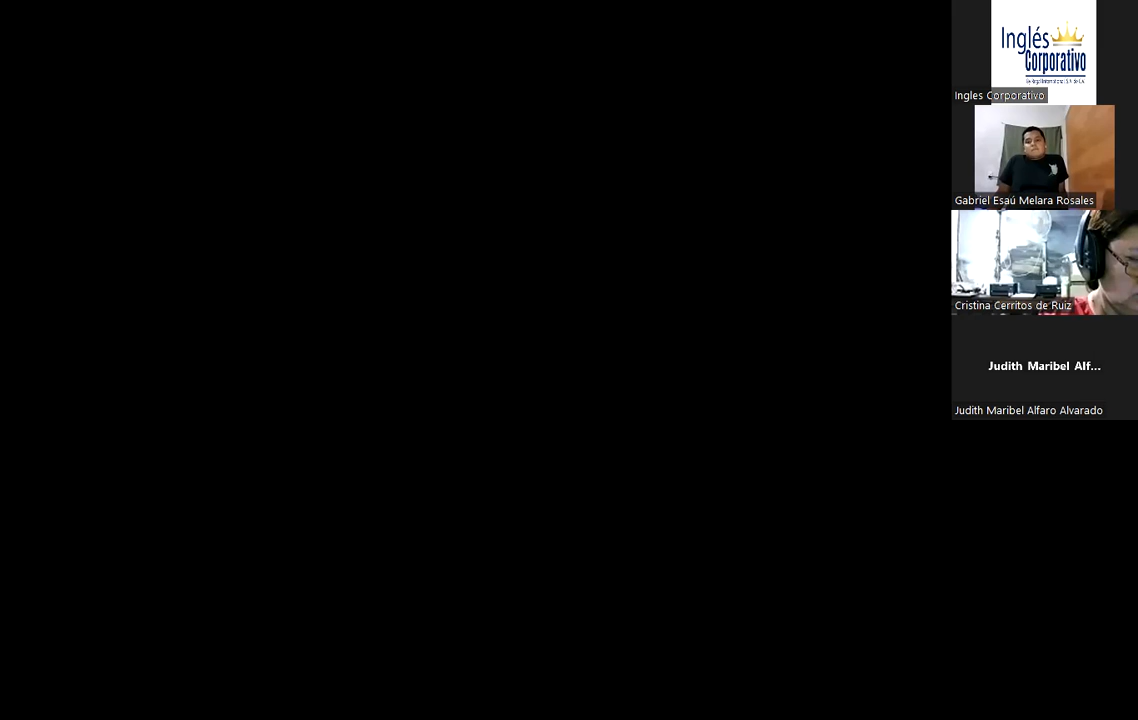 Inglés
Corporativo
Ingles Corporativo
Gabriel Esaú Melara Rosales
Cristina Cerritos de Ruiz
Judith Maribel Alf...
Judith Maribel Alfaro Alvarado